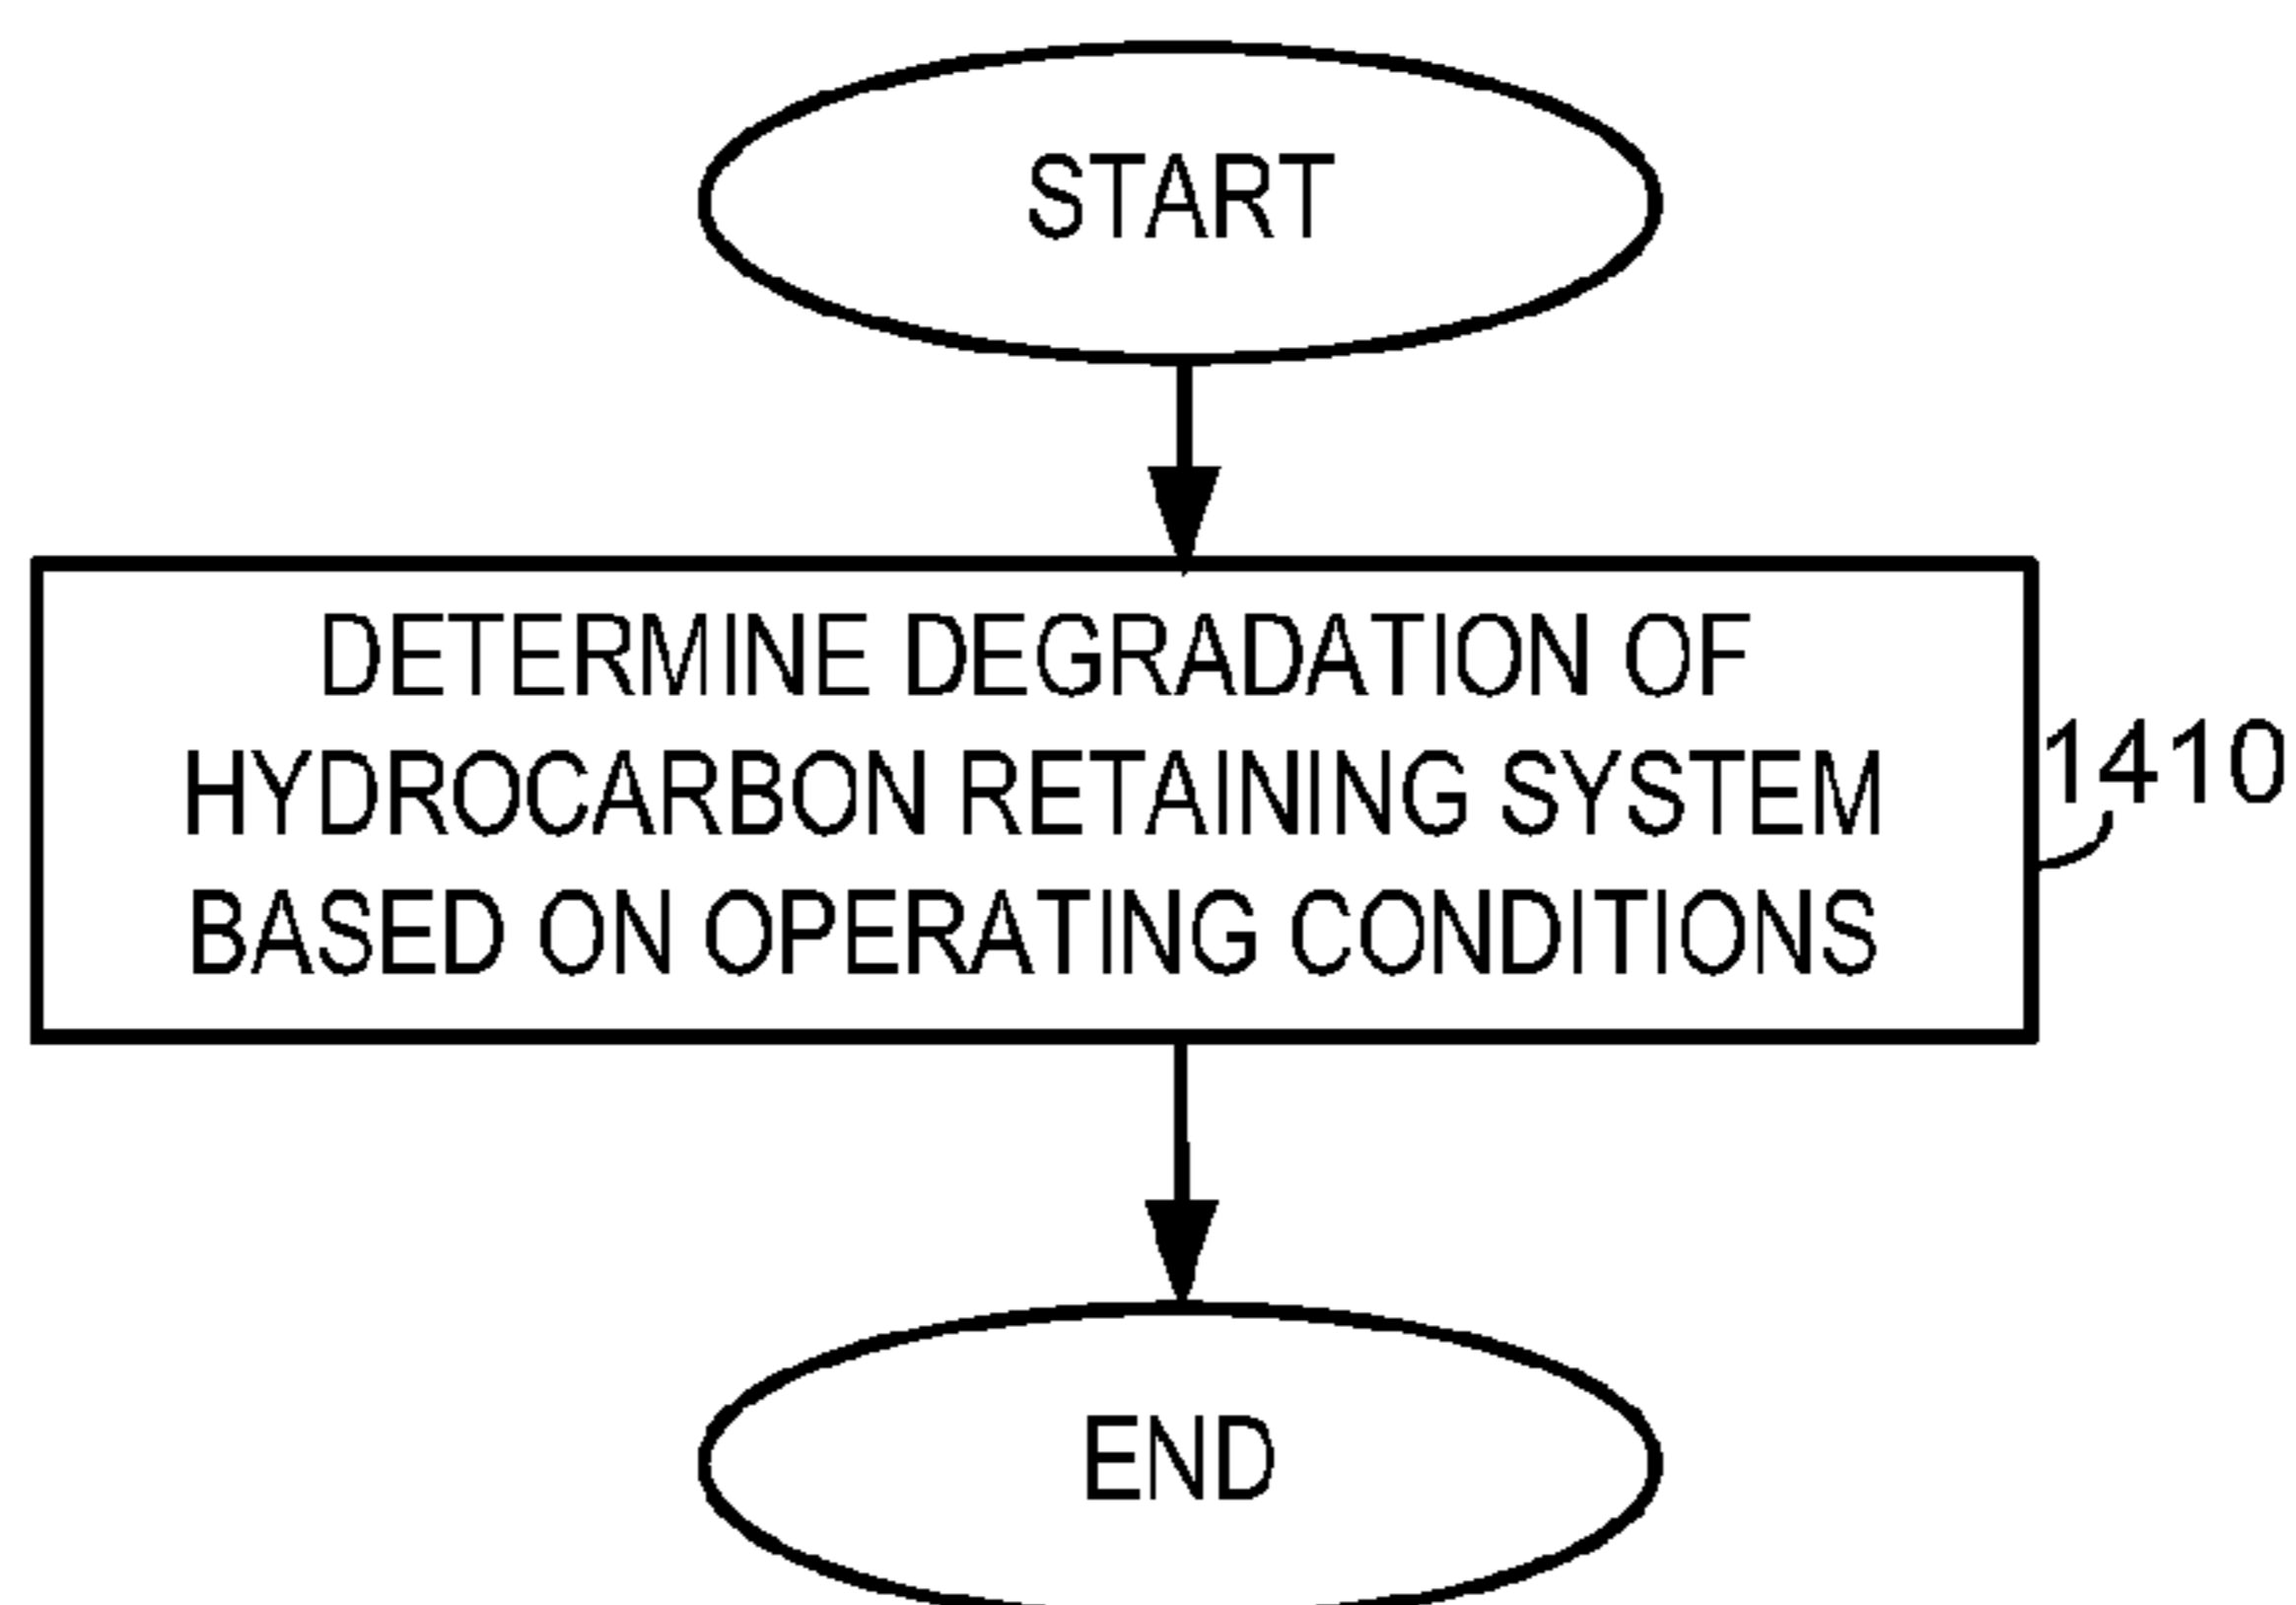 START
DETERMINE DEGRADATION OF
HYDROCARBON RETAINING SYSTEM
BASED ON OPERATING CONDITIONS
1410
END